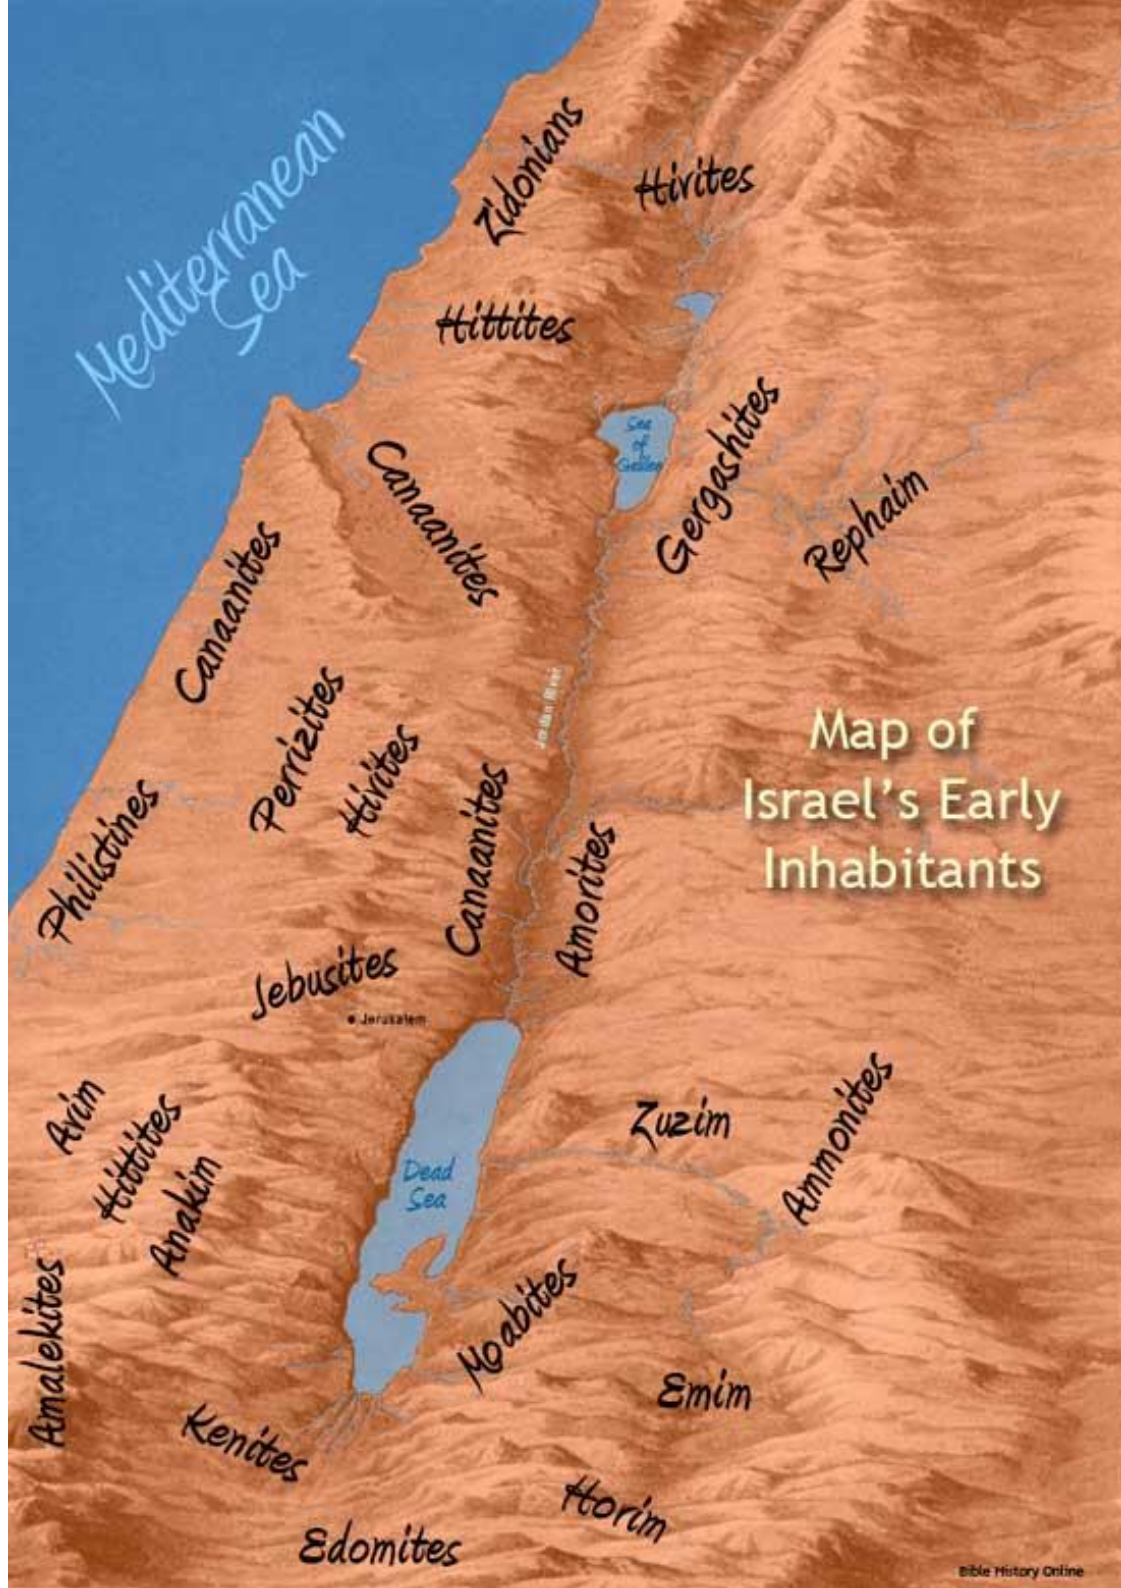 Zidonians
Hivites
Mediterranean
Sea
Hittites
Sea
of
Galilee
Gergashites
Canaanites
Rephaim
Canaanites
Jordan River
Perrizites
Hivites
Map of
Israel's Early
Inhabitants
Canaanites
Philistines
Amorites
Jebusites
Jerusalem
Arim
Hittites
Anakim
Zuzim
Ammonites
Dead
Sea
Amalekites
Moabites
Emim
Kenites
Horim
Edomites
Bible History Online